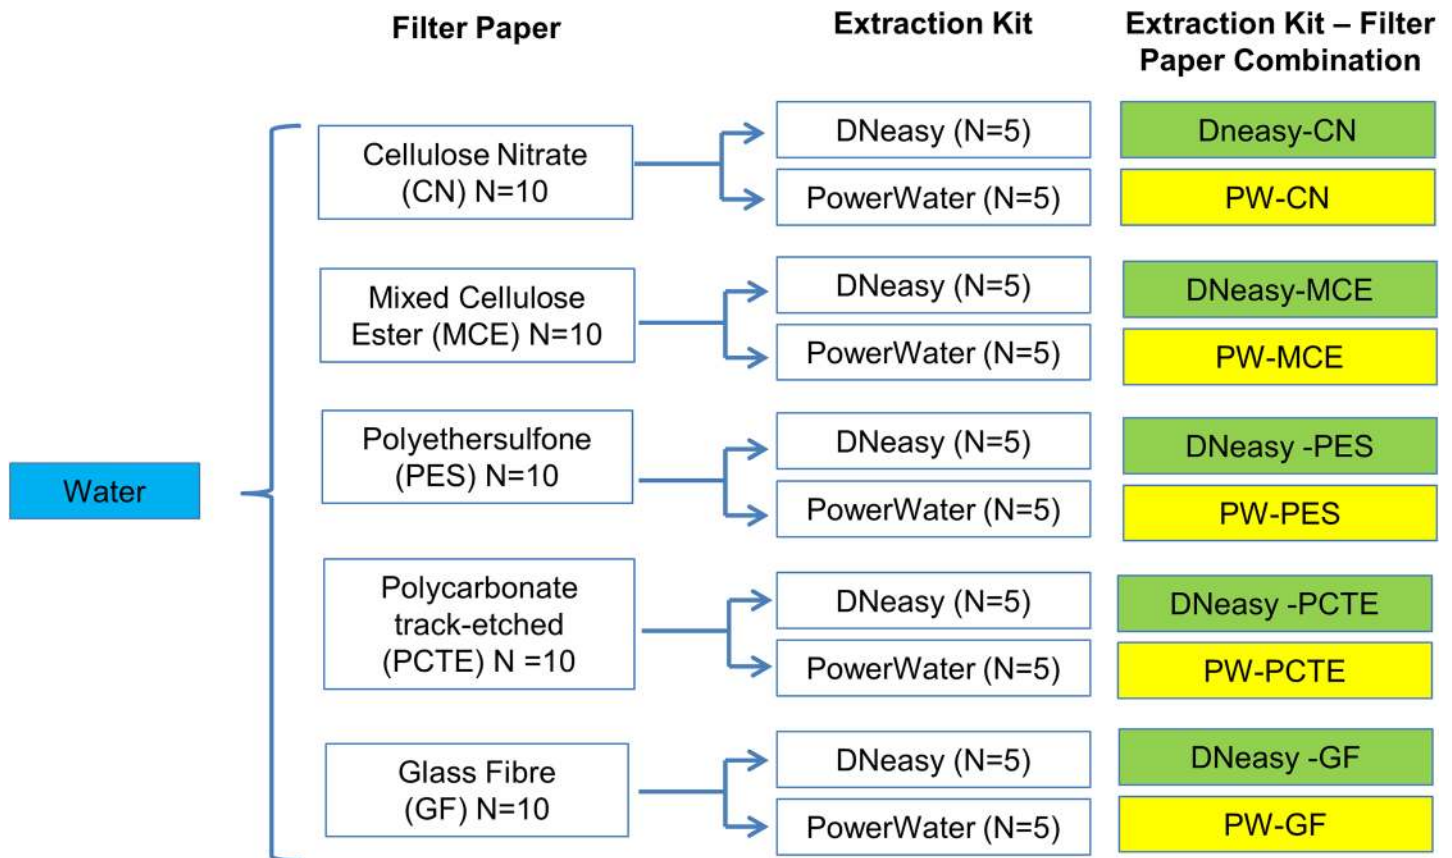 Filter Paper
Extraction Kit
Extraction Kit – Filter
Paper Combination
Water
Cellulose Nitrate
(CN) N=10
DNeasy (N=5)
Dneasy-CN
PowerWater (N=5)
PW-CN
Mixed Cellulose
Ester (MCE) N=10
DNeasy (N=5)
DNeasy-MCE
PowerWater (N=5)
PW-MCE
Polyethersulfone
(PES) N=10
DNeasy (N=5)
DNeasy -PES
PowerWater (N=5)
PW-PES
Polycarbonate
track-etched
(PCTE) N =10
DNeasy (N=5)
DNeasy -PCTE
PowerWater (N=5)
PW-PCTE
Glass Fibre
(GF) N=10
DNeasy (N=5)
DNeasy -GF
PowerWater (N=5)
PW-GF